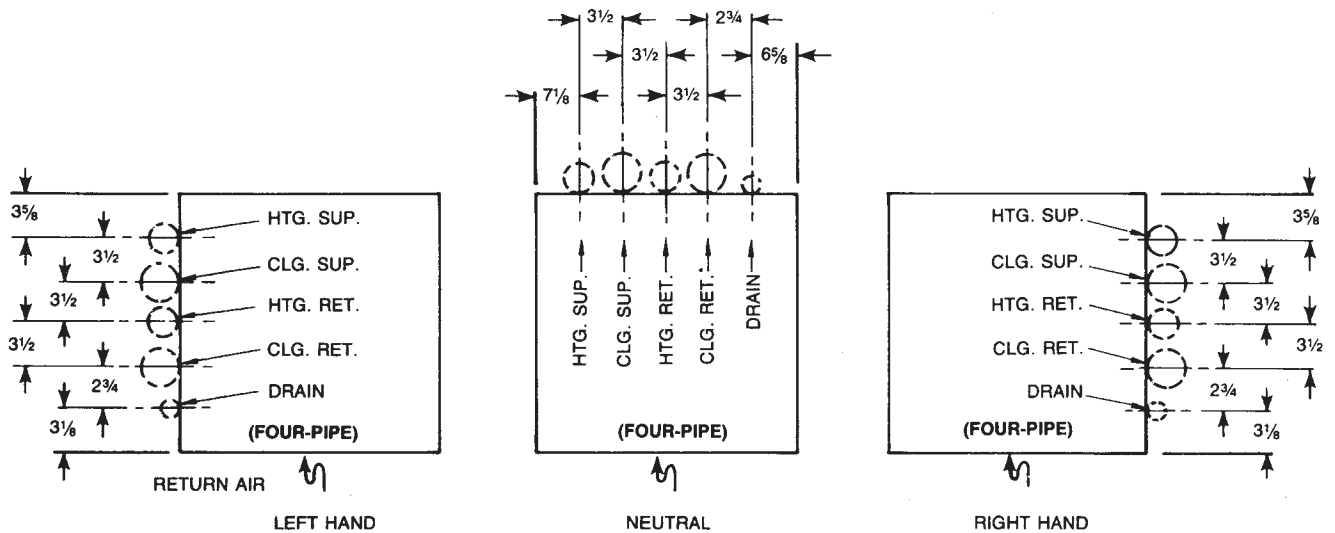 3½
2¾
3½
6⅝
7⅛
3½
3⅝
HTG. SUP.
3½
CLG. SUP.
3½
HTG. RET.
3½
CLG. RET.
2¾
DRAIN
3⅛
(FOUR-PIPE)
RETURN AIR
LEFT HAND
HTG. SUP.
CLG. SUP.
HTG. RET.
CLG. RET.
DRAIN
(FOUR-PIPE)
NEUTRAL
HTG. SUP.
3⅝
CLG. SUP.
3½
HTG. RET.
3½
CLG. RET.
3½
DRAIN
2¾
3⅛
(FOUR-PIPE)
RIGHT HAND